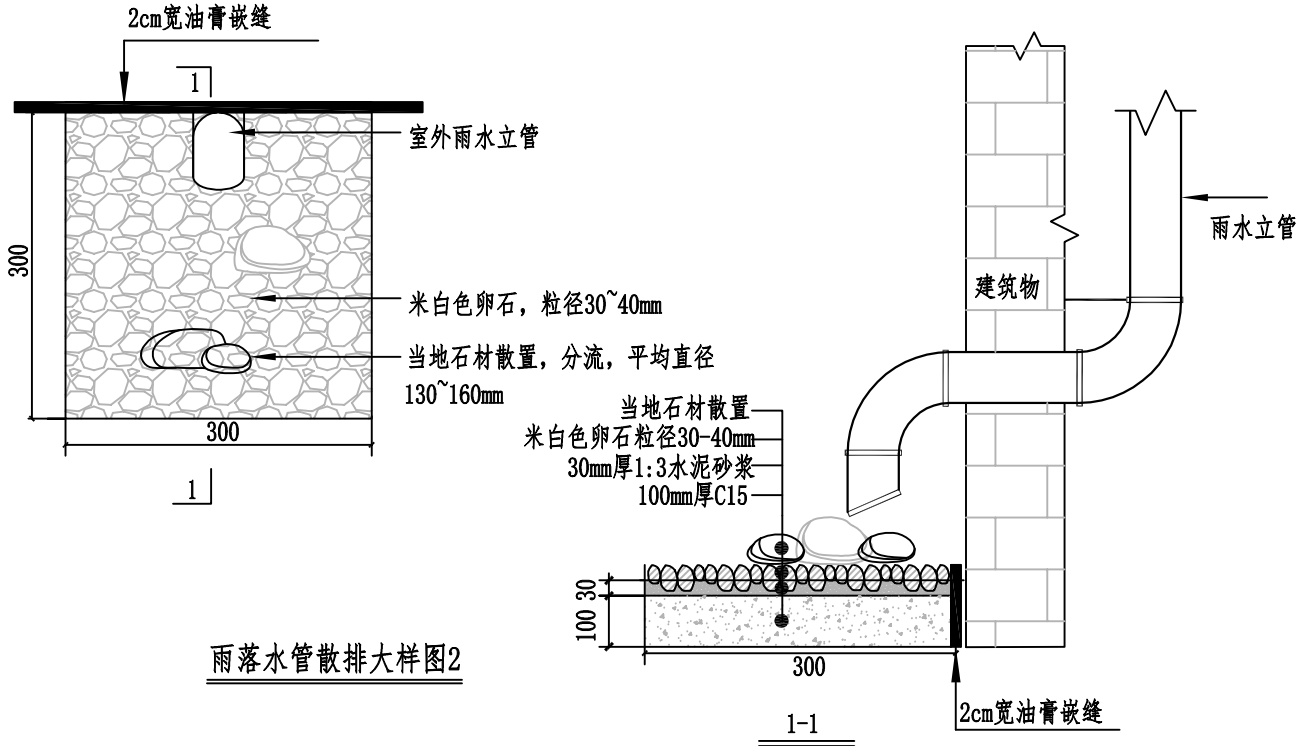 2cm宽油膏嵌缝
1
室外雨水立管
300
米白色卵石，粒径30~40mm
当地石材散置，分流，平均直径
130~160mm
300
1
雨落水管散排大样图2
雨水立管
建筑物
当地石材散置
米白色卵石粒径30-40mm
30mm厚1:3水泥砂浆
100mm厚C15
30
100
300
2cm宽油膏嵌缝
1-1